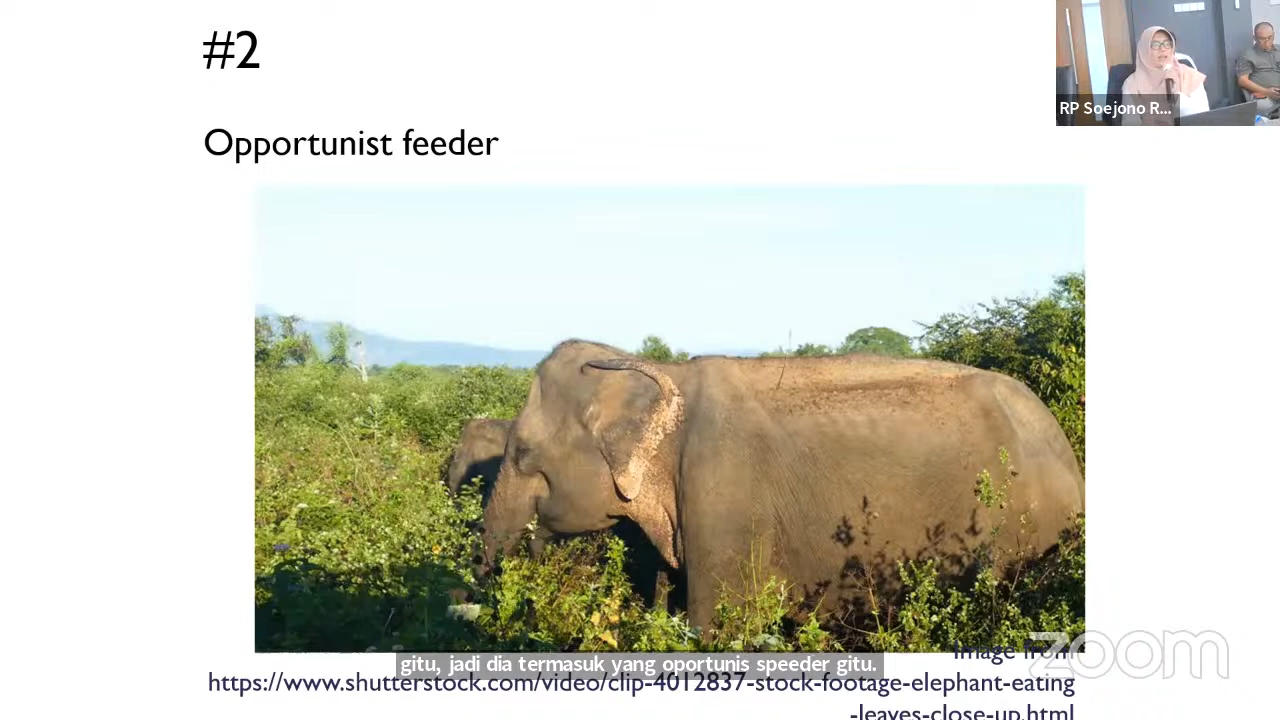 #2
RP Soejono R...
Opportunist feeder
Image from
zoom
gitu, jadi dia termasuk yang oportunis speeder gitu.
https://www.shutterstock.com/video/clip-4012837-stock-footage-elephant-eating
-leaves-close-up.html